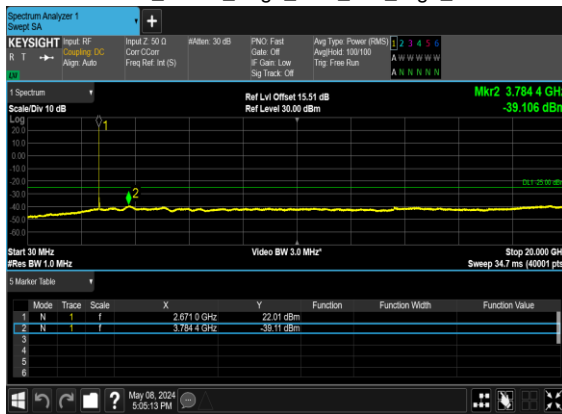 Spectrum Analyzer 1
Swept SA
KEYSIGHT Input: RF Input Z: 50 Ω #Atten: 30 dB PNO: Fast Avg Type: Power (RMS) 1 2 3 4 5 6
R T Coupling: DC Corr CCorr Gate: Off Avg|Hold: 100/100 A W W W W W
Align: Auto Freq Ref: Int (S) IF Gain: Low Trig: Free Run
Sig Track: Off A N N N N N
1 Spectrum Ref Lvl Offset 15.51 dB Mkr2 3.784 4 GHz
Scale/Div 10 dB Ref Level 30.00 dBm -39.106 dBm
Log
20.0 1
10.0
0.00
-10.0
-20.0 DL1 -25.00 dBm
-30.0 2
-40.0
-50.0
-60.0
Start 30 MHz Video BW 3.0 MHz* Stop 20.000 GHz
#Res BW 1.0 MHz Sweep 34.7 ms (40001 pts)
5 Marker Table
Mode Trace Scale X Y Function Function Width Function Value
1 N 1 f 2.671 0 GHz 22.01 dBm
2 N 1 f 3.784 4 GHz -39.11 dBm
3
4
5
6
? May 08, 2024
5:05:13 PM